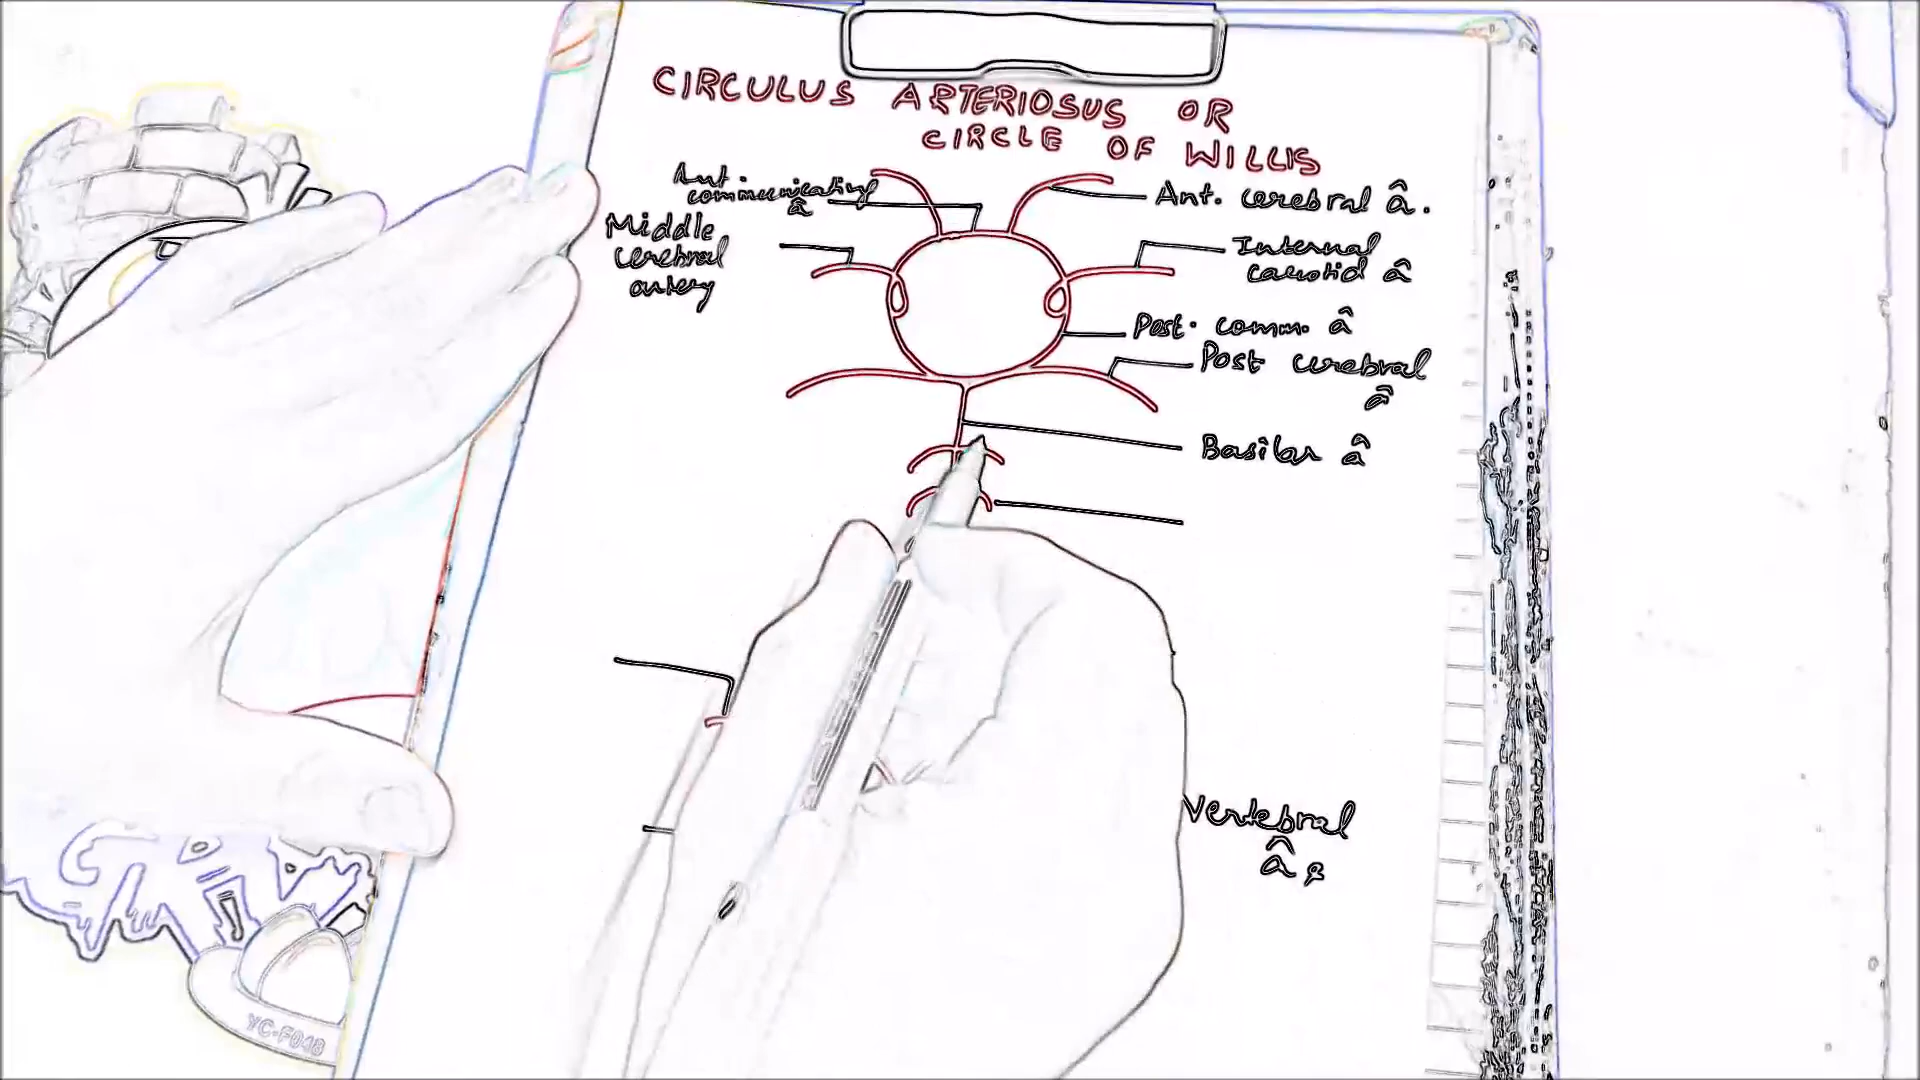 CIRCULUS ARTERIOSUS OR
CIRCLE OF WILLIS
Ant.
communicating
â
Middle
cerebral
artery
Ant. cerebral â.
Internal
carotid â
Post. comm. â
Post cerebral
â
Basilar â
Vertebral
â
YC-F048